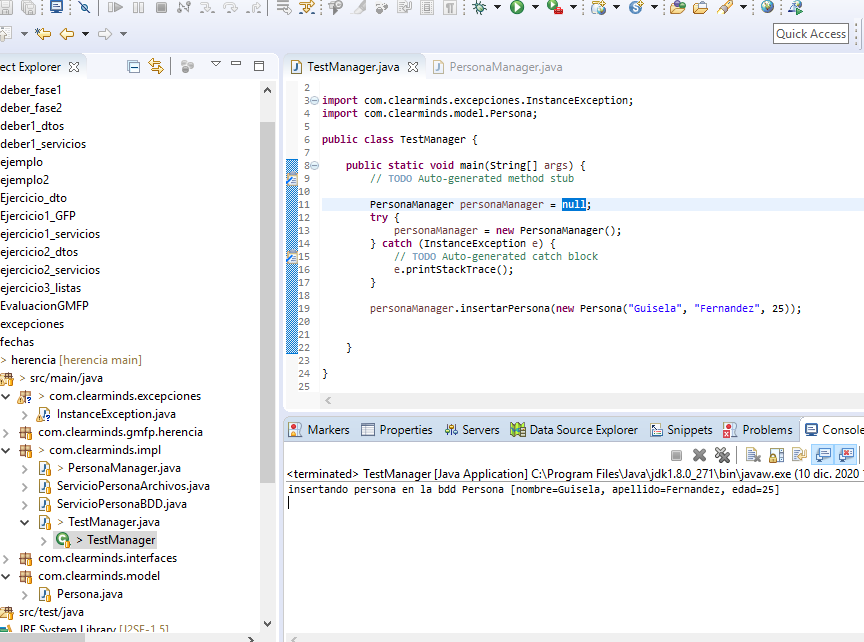 Quick Access
ect Explorer
deber_fase1
deber_fase2
deber1_dtos
deber1_servicios
ejemplo
ejemplo2
Ejercicio_dto
Ejercicio1_GFP
ejercicio1_servicios
ejercicio2_dtos
ejercicio2_servicios
ejercicio3_listas
EvaluacionGMFP
excepciones
fechas
> herencia [herencia main]
> src/main/java
> com.clearminds.excepciones
InstanceException.java
com.clearminds.gmfp.herencia
> com.clearminds.impl
> PersonaManager.java
ServicioPersonaArchivos.java
ServicioPersonaBDD.java
> TestManager.java
> TestManager
com.clearminds.interfaces
com.clearminds.model
Persona.java
src/test/java
JRE System Library [J2SE-1.5]
TestManager.java
PersonaManager.java
2
3 import com.clearminds.excepciones.InstanceException;
4 import com.clearminds.model.Persona;
5
6 public class TestManager {
7
8 public static void main(String[] args) {
9 // TODO Auto-generated method stub
10
11 PersonaManager personaManager = null;
12 try {
13 personaManager = new PersonaManager();
14 } catch (InstanceException e) {
15 // TODO Auto-generated catch block
16 e.printStackTrace();
17 }
18
19 personaManager.insertarPersona(new Persona("Guisela", "Fernandez", 25));
20
21
22 }
23
24 }
25
Markers Properties Servers Data Source Explorer Snippets Problems Console
<terminated> TestManager [Java Application] C:\Program Files\Java\jdk1.8.0_271\bin\javaw.exe (10 dic. 2020
insertando persona en la bdd Persona [nombre=Guisela, apellido=Fernandez, edad=25]